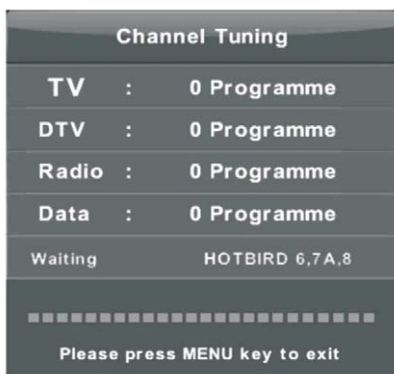 Channel Tuning
TV : 0 Programme
DTV : 0 Programme
Radio : 0 Programme
Data : 0 Programme
Waiting HOTBIRD 6,7A,8
Please press MENU key to exit